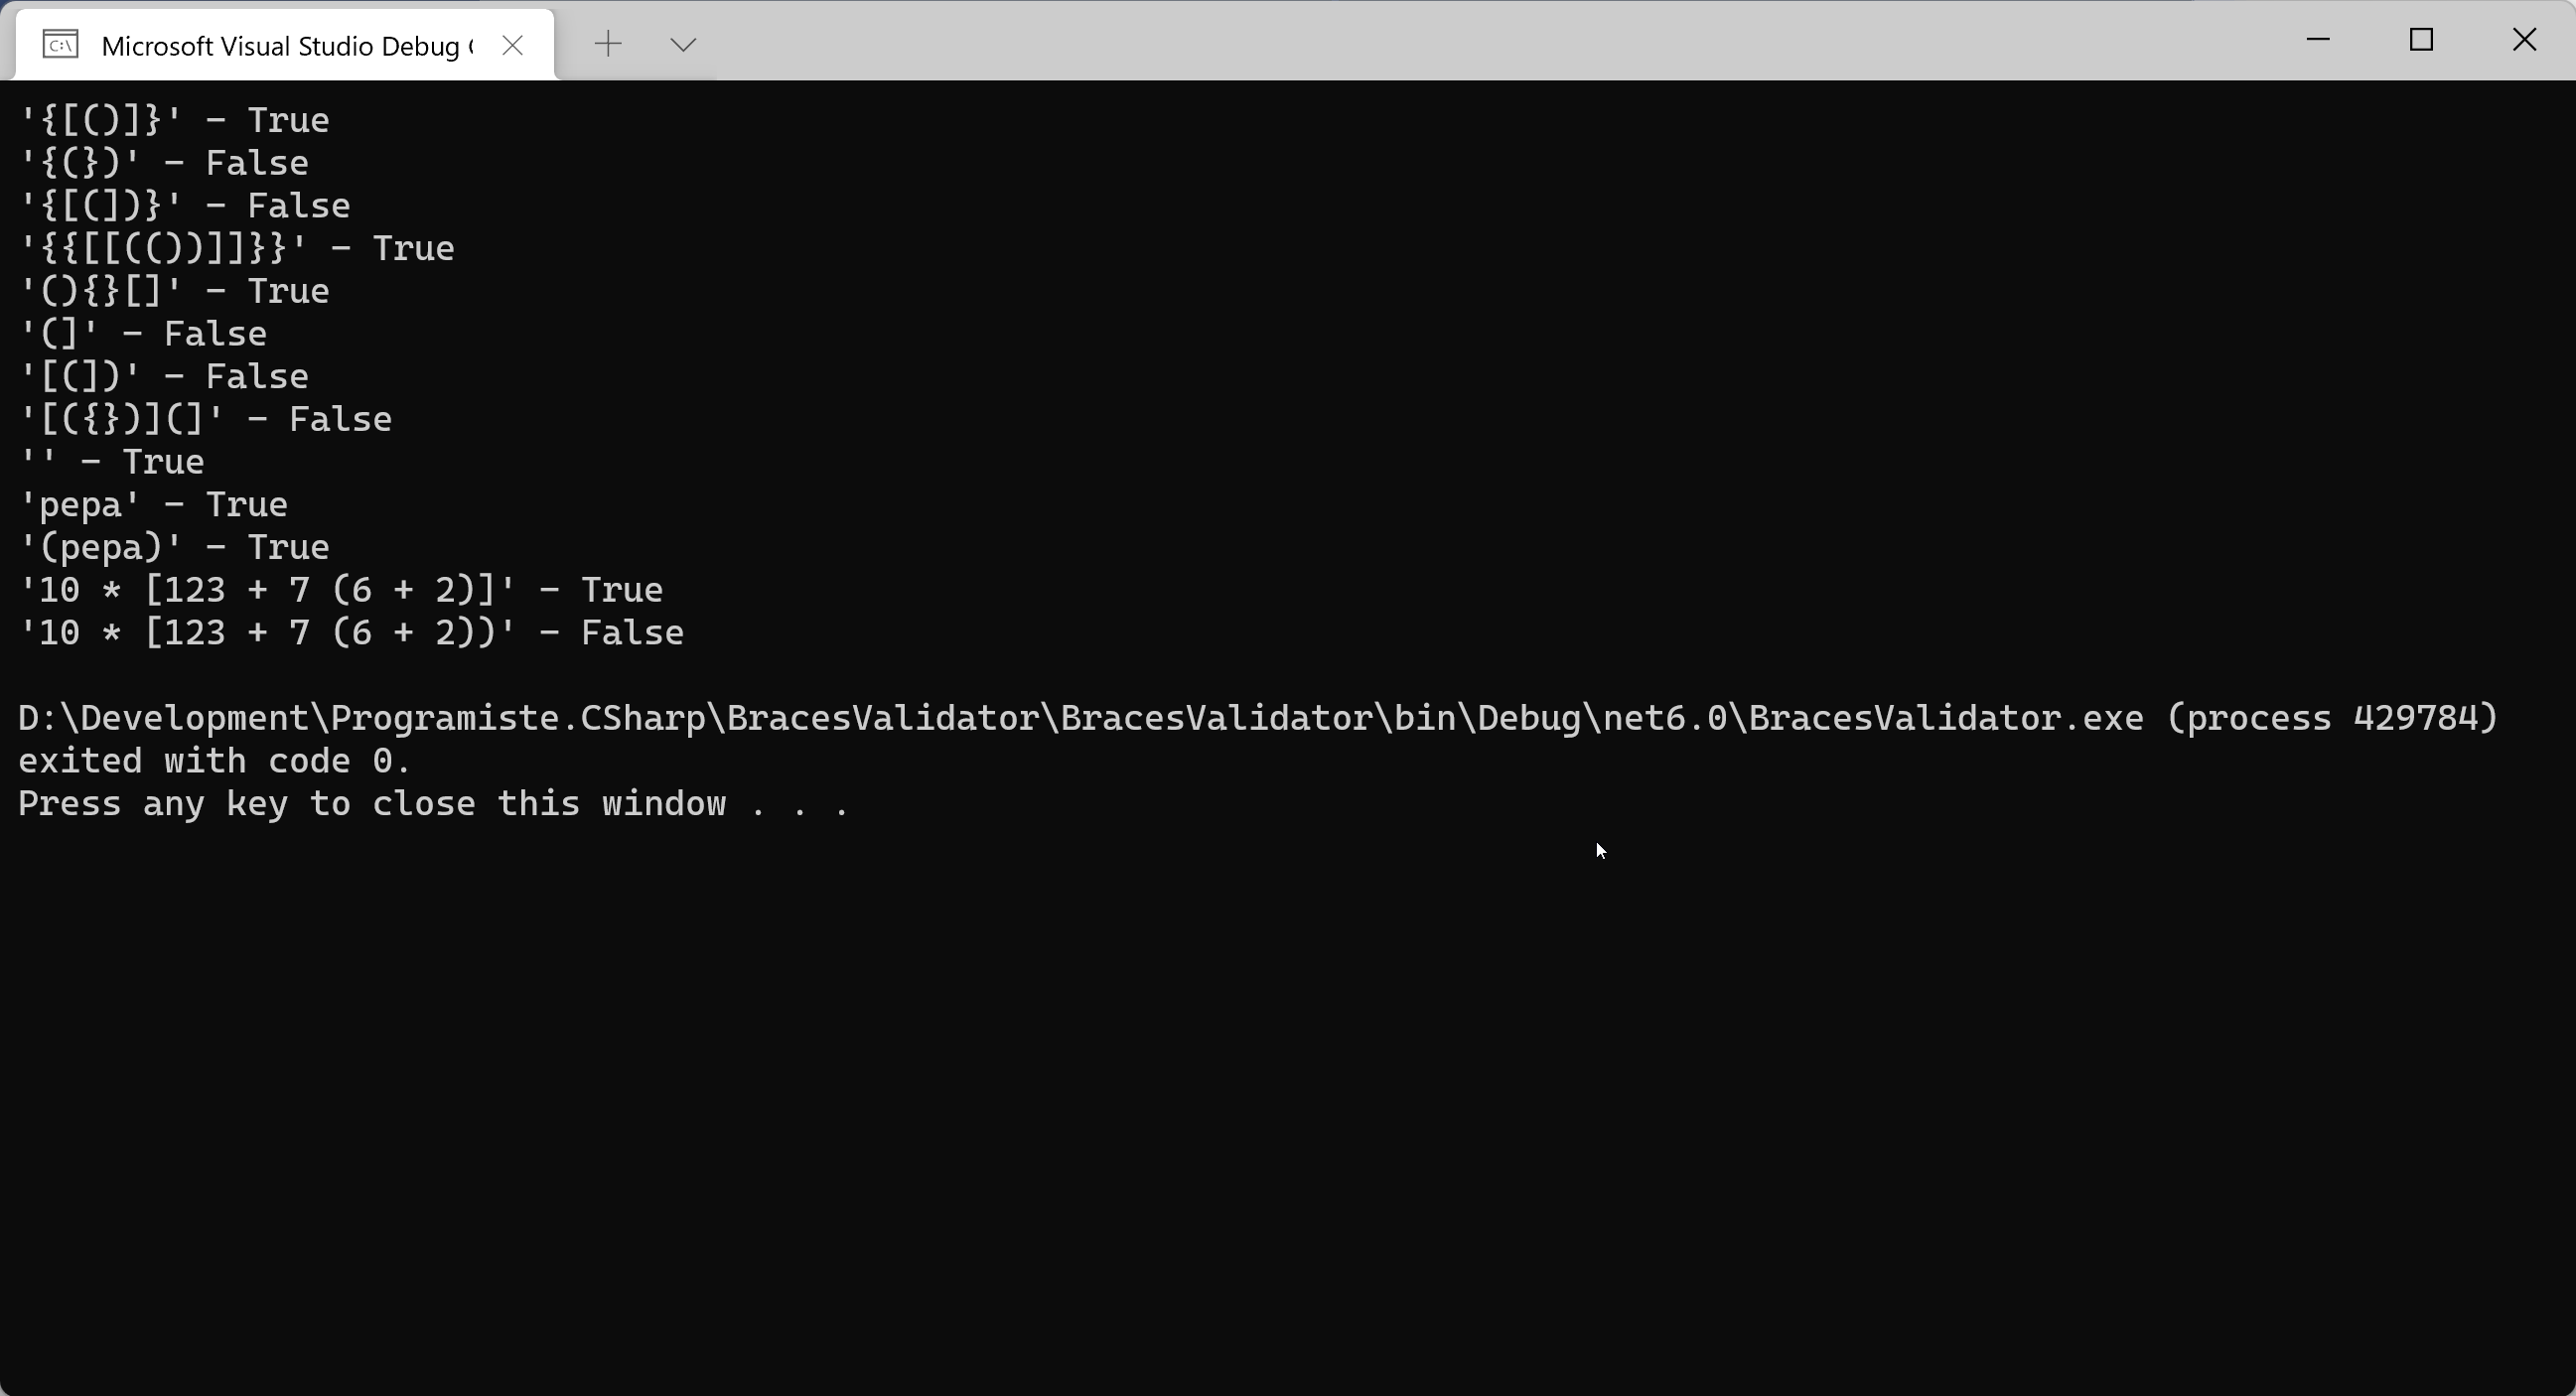 Microsoft Visual Studio Debug
'{[()]}' - True
'{(})' - False
'{[(])}' - False
'{{[[(())]]}}' - True
'(){}[]' - True
'(]' - False
'[(])' - False
'[({})](]' - False
'' - True
'pepa' - True
'(pepa)' - True
'10 * [123 + 7 (6 + 2)]' - True
'10 * [123 + 7 (6 + 2))' - False
D:\Development\Programiste.CSharp\BracesValidator\BracesValidator\bin\Debug\net6.0\BracesValidator.exe (process 429784)
exited with code 0.
Press any key to close this window . . .